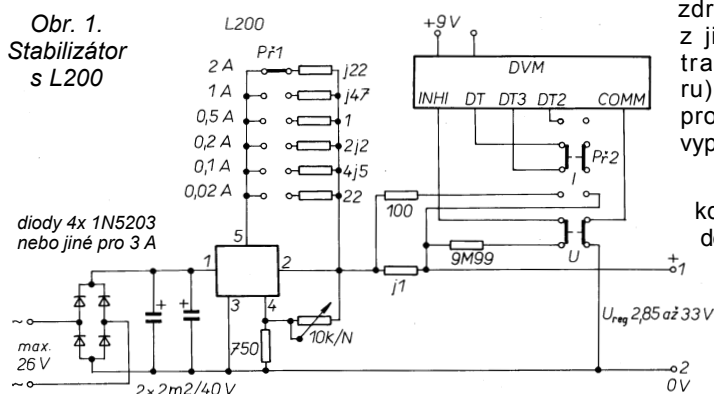 Obr. 1.
Stabilizátor
s L200
L200
Př1
2 A
j22
1 A
j47
0,5 A
1
0,2 A
2j2
0,1 A
4j5
0,02 A
22
+9 V
DVM
INHI DT DT3 DT2 COMM
Př2
I
100
U
9M99
j1
diody 4x 1N5203
nebo jiné pro 3 A
5
1
2
3
4
+
+
10k/N
750
~
max.
26 V
~
2x2m2/40 V
+
1
Ureg 2,85 až 33 V
2
0V
zdr
z ji
tra
ru)
pro
vyp
ko
de